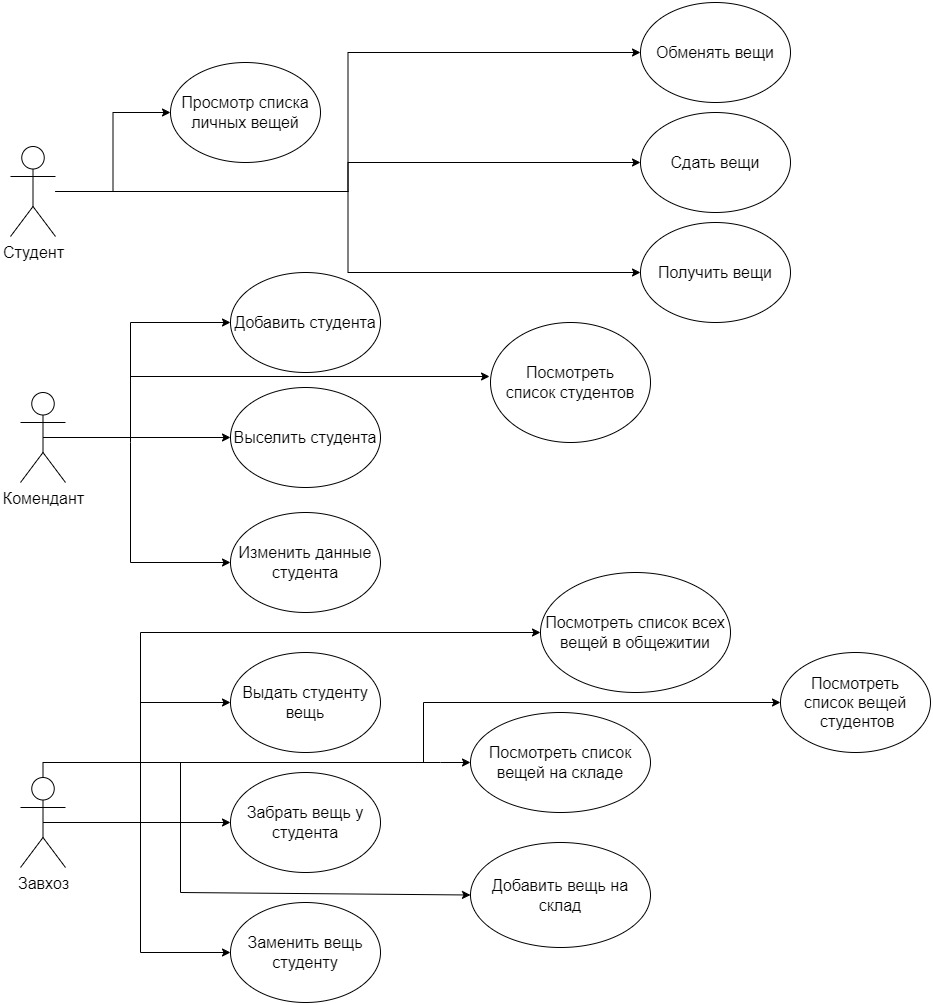 Обменять вещи
Просмотр списка
личных вещей
Сдать вещи
Студент
Получить вещи
Добавить студента
Посмотреть
список студентов
Выселить студента
Комендант
Изменить данные
студента
Посмотреть список всех
вещей в общежитии
Выдать студенту
вещь
Посмотреть
список вещей
студентов
Посмотреть список
вещей на складе
Забрать вещь у
студента
Завхоз
Добавить вещь на
склад
Заменить вещь
студенту